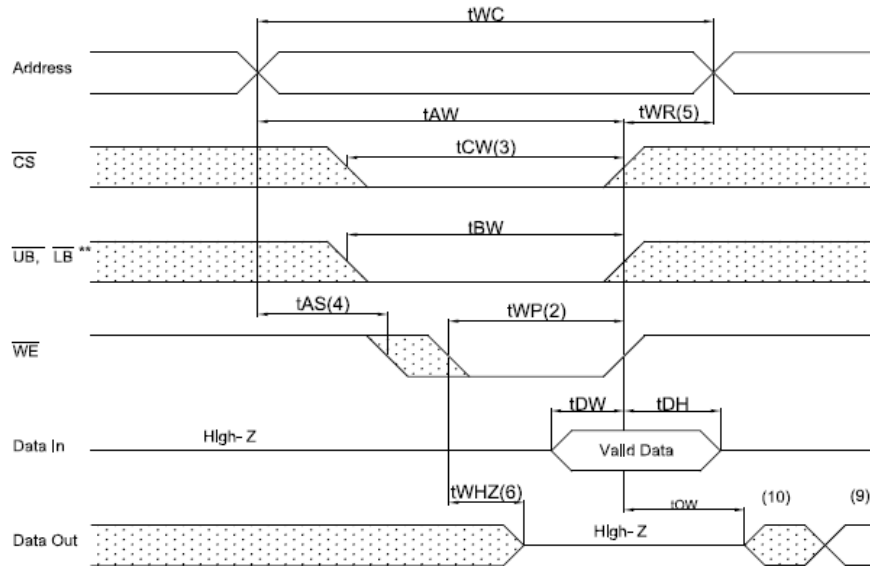 tWC
Address
tAW
tWR(5)
tCW(3)
CS
tBW
UB, LB **
tAS(4)
tWP(2)
WE
tDW
tDH
Data In
High-Z
Valid Data
tWHZ(6)
tOW
(10)
(9)
Data Out
High-Z